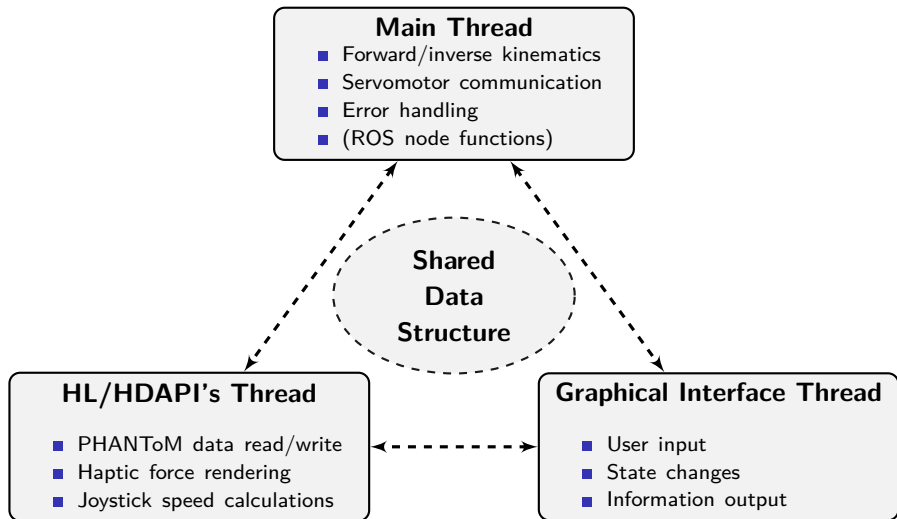 Main Thread
Forward/inverse kinematics
Servomotor communication
Error handling
(ROS node functions)
Shared
Data
Structure
HL/HDAPI's Thread
PHANToM data read/write
Haptic force rendering
Joystick speed calculations
Graphical Interface Thread
User input
State changes
Information output